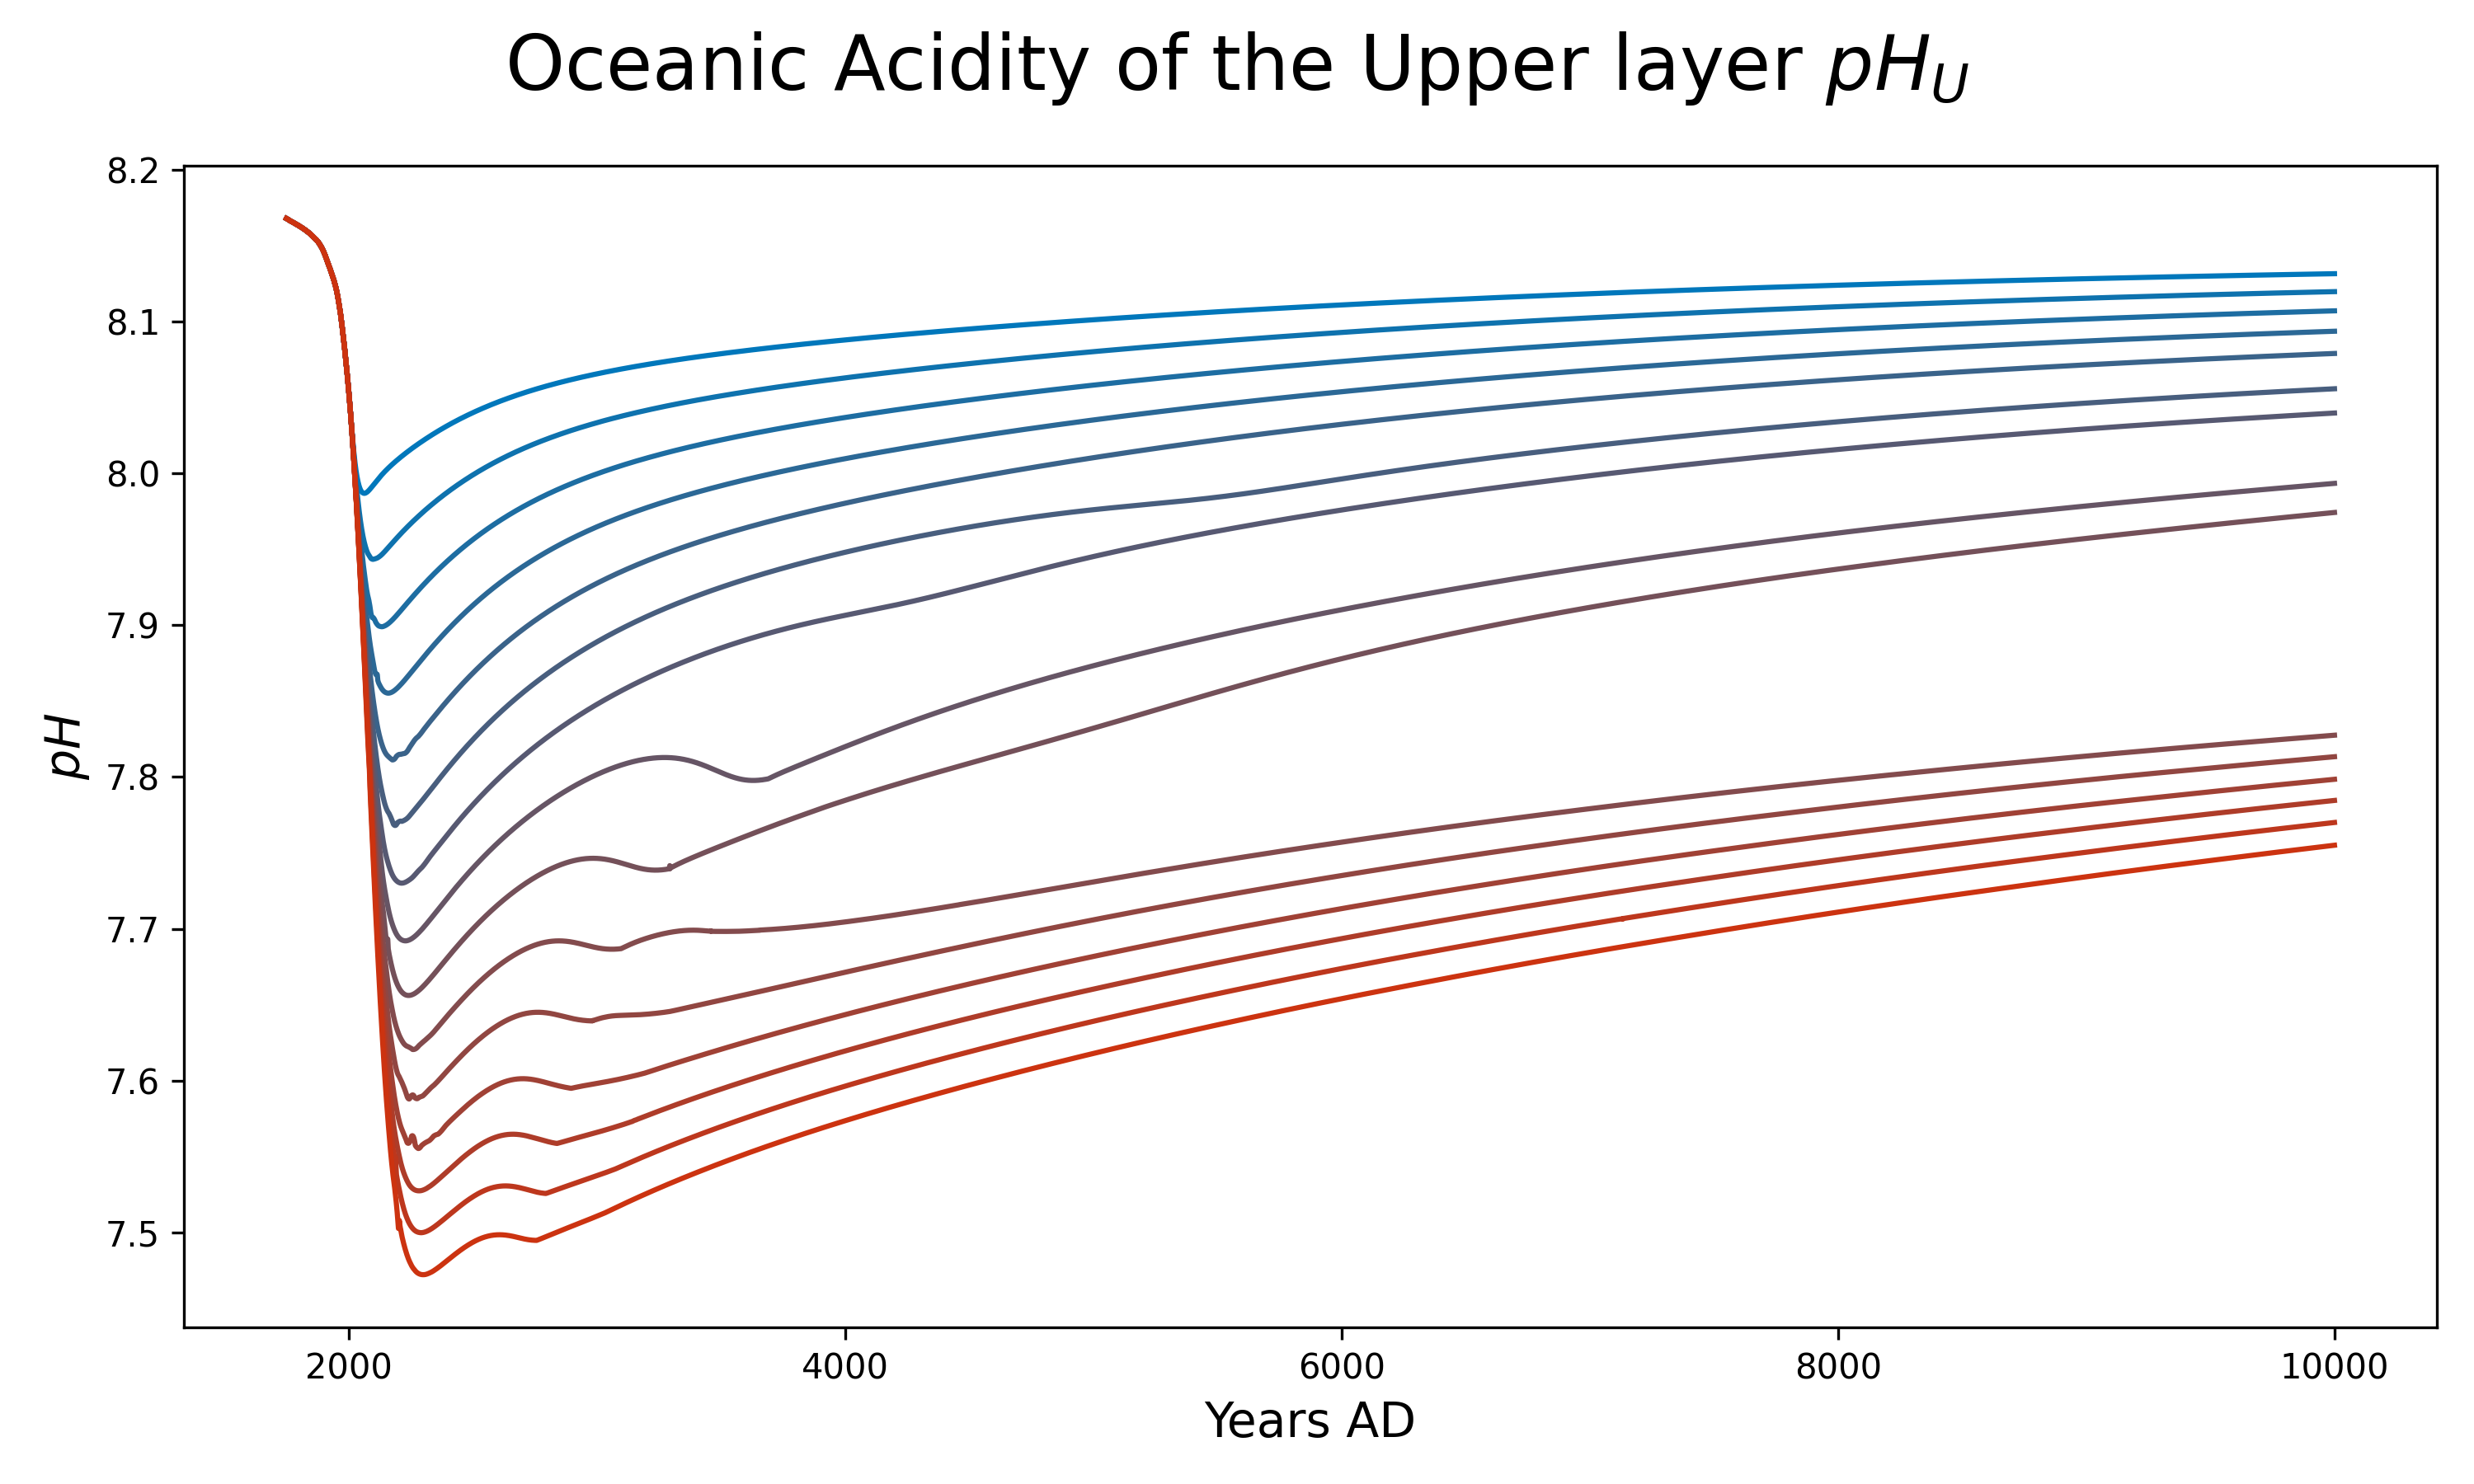 Oceanic Acidity of the Upper layer pH_U
8.2
8.1
8.0
7.9
7.8
7.7
7.6
7.5
pH
2000 4000 6000 8000 10000
Years AD